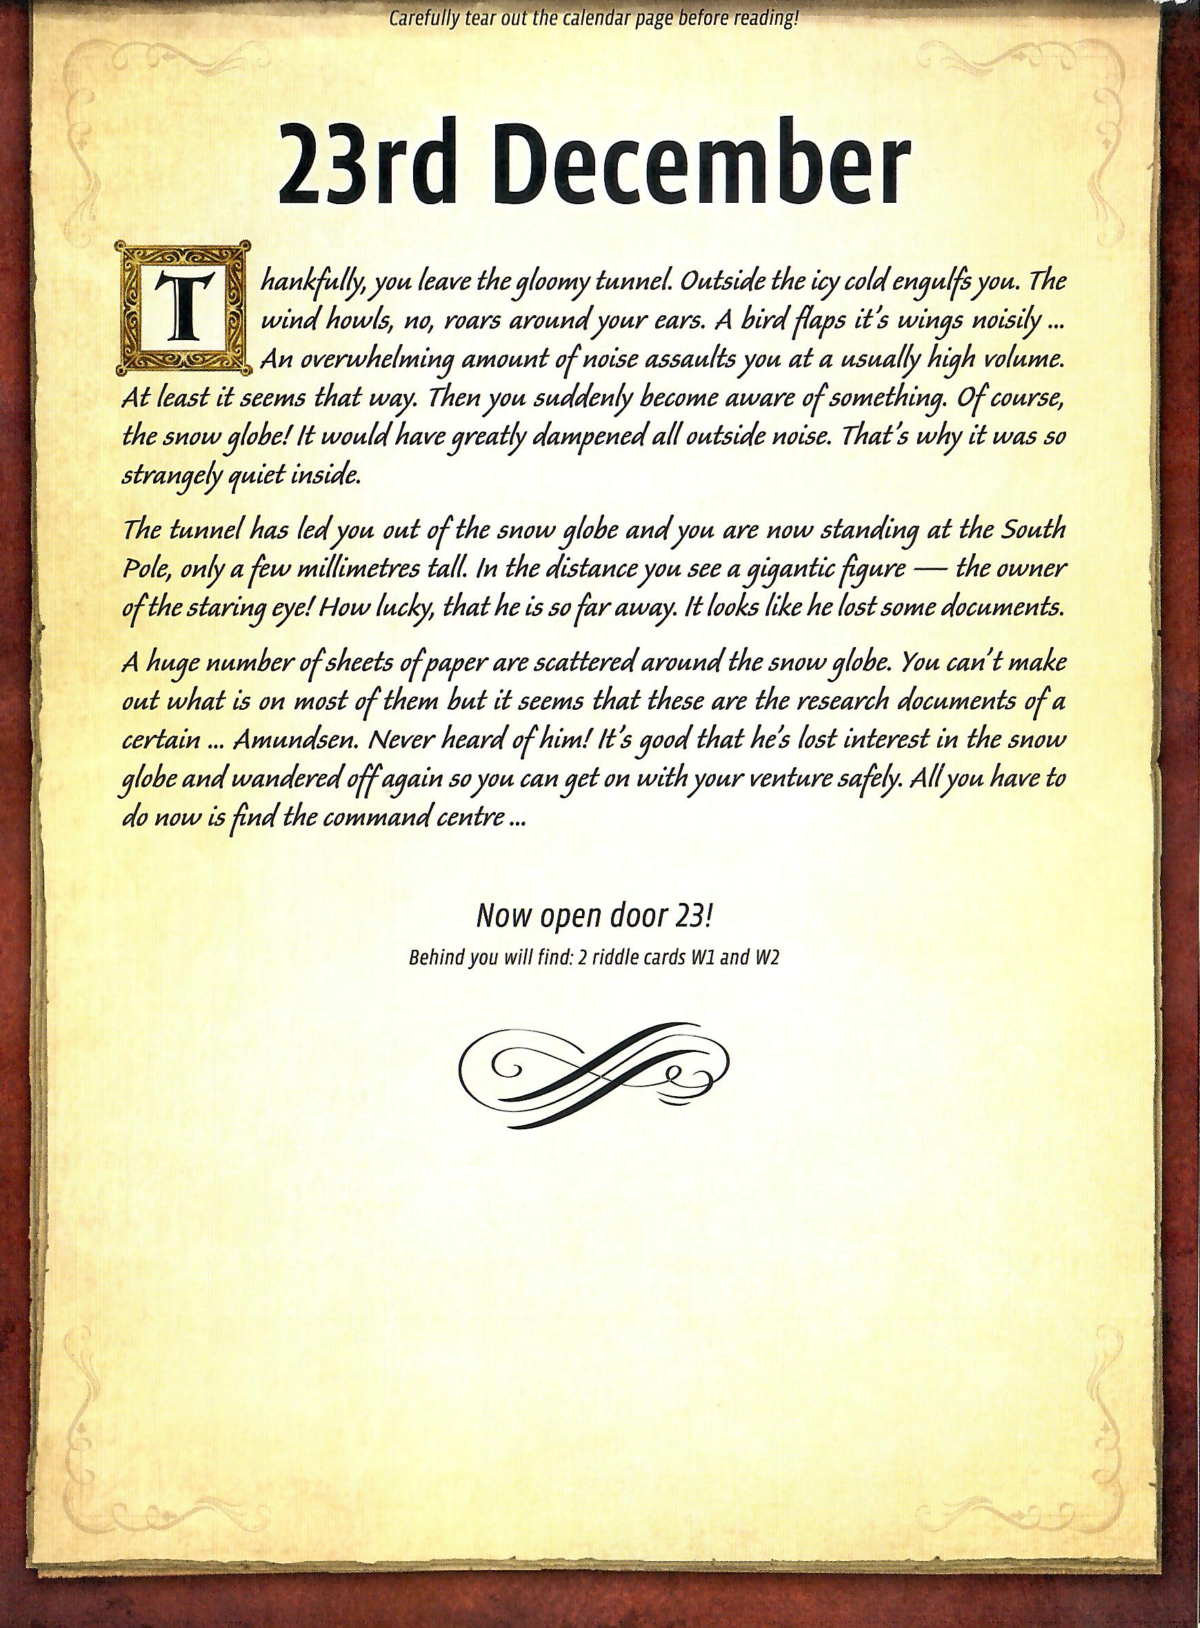 Carefully tear out the calendar page before reading!
23rd December
Thankfully, you leave the gloomy tunnel. Outside the icy cold engulfs you. The
wind howls, no, roars around your ears. A bird flaps it's wings noisily ...
An overwhelming amount of noise assaults you at a usually high volume.
At least it seems that way. Then you suddenly become aware of something. Of course,
the snow globe! It would have greatly dampened all outside noise. That's why it was so
strangely quiet inside.
The tunnel has led you out of the snow globe and you are now standing at the South
Pole, only a few millimetres tall. In the distance you see a gigantic figure — the owner
of the staring eye! How lucky, that he is so far away. It looks like he lost some documents.
A huge number of sheets of paper are scattered around the snow globe. You can't make
out what is on most of them but it seems that these are the research documents of a
certain ... Amundsen. Never heard of him! It's good that he's lost interest in the snow
globe and wandered off again so you can get on with your venture safely. All you have to
do now is find the command centre ...
Now open door 23!
Behind you will find: 2 riddle cards W1 and W2